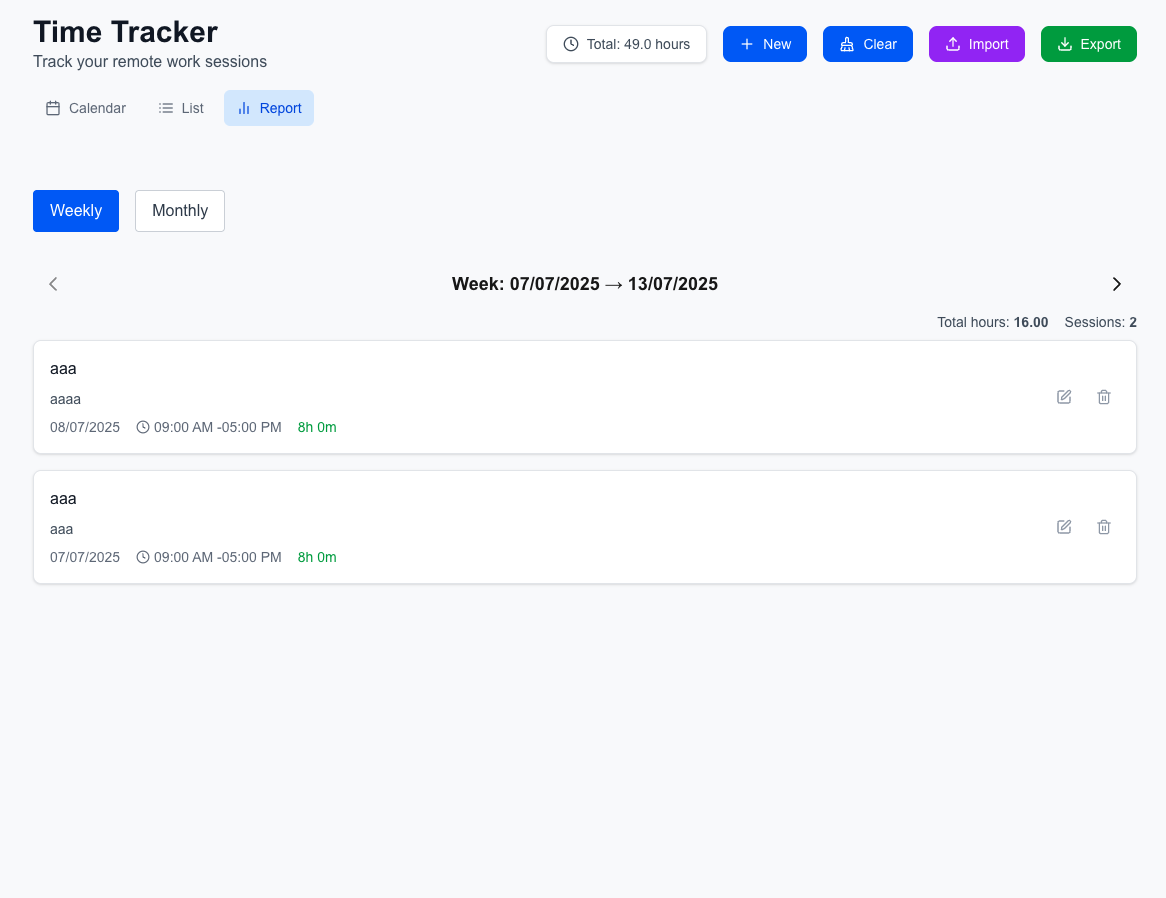 Time Tracker
Track your remote work sessions
Total: 49.0 hours
New
Clear
Import
Export
Calendar
List
Report
Weekly
Monthly
Week: 07/07/2025 → 13/07/2025
Total hours: 16.00 Sessions: 2
aaa
aaaa
08/07/2025 09:00 AM -05:00 PM 8h 0m
aaa
aaa
07/07/2025 09:00 AM -05:00 PM 8h 0m